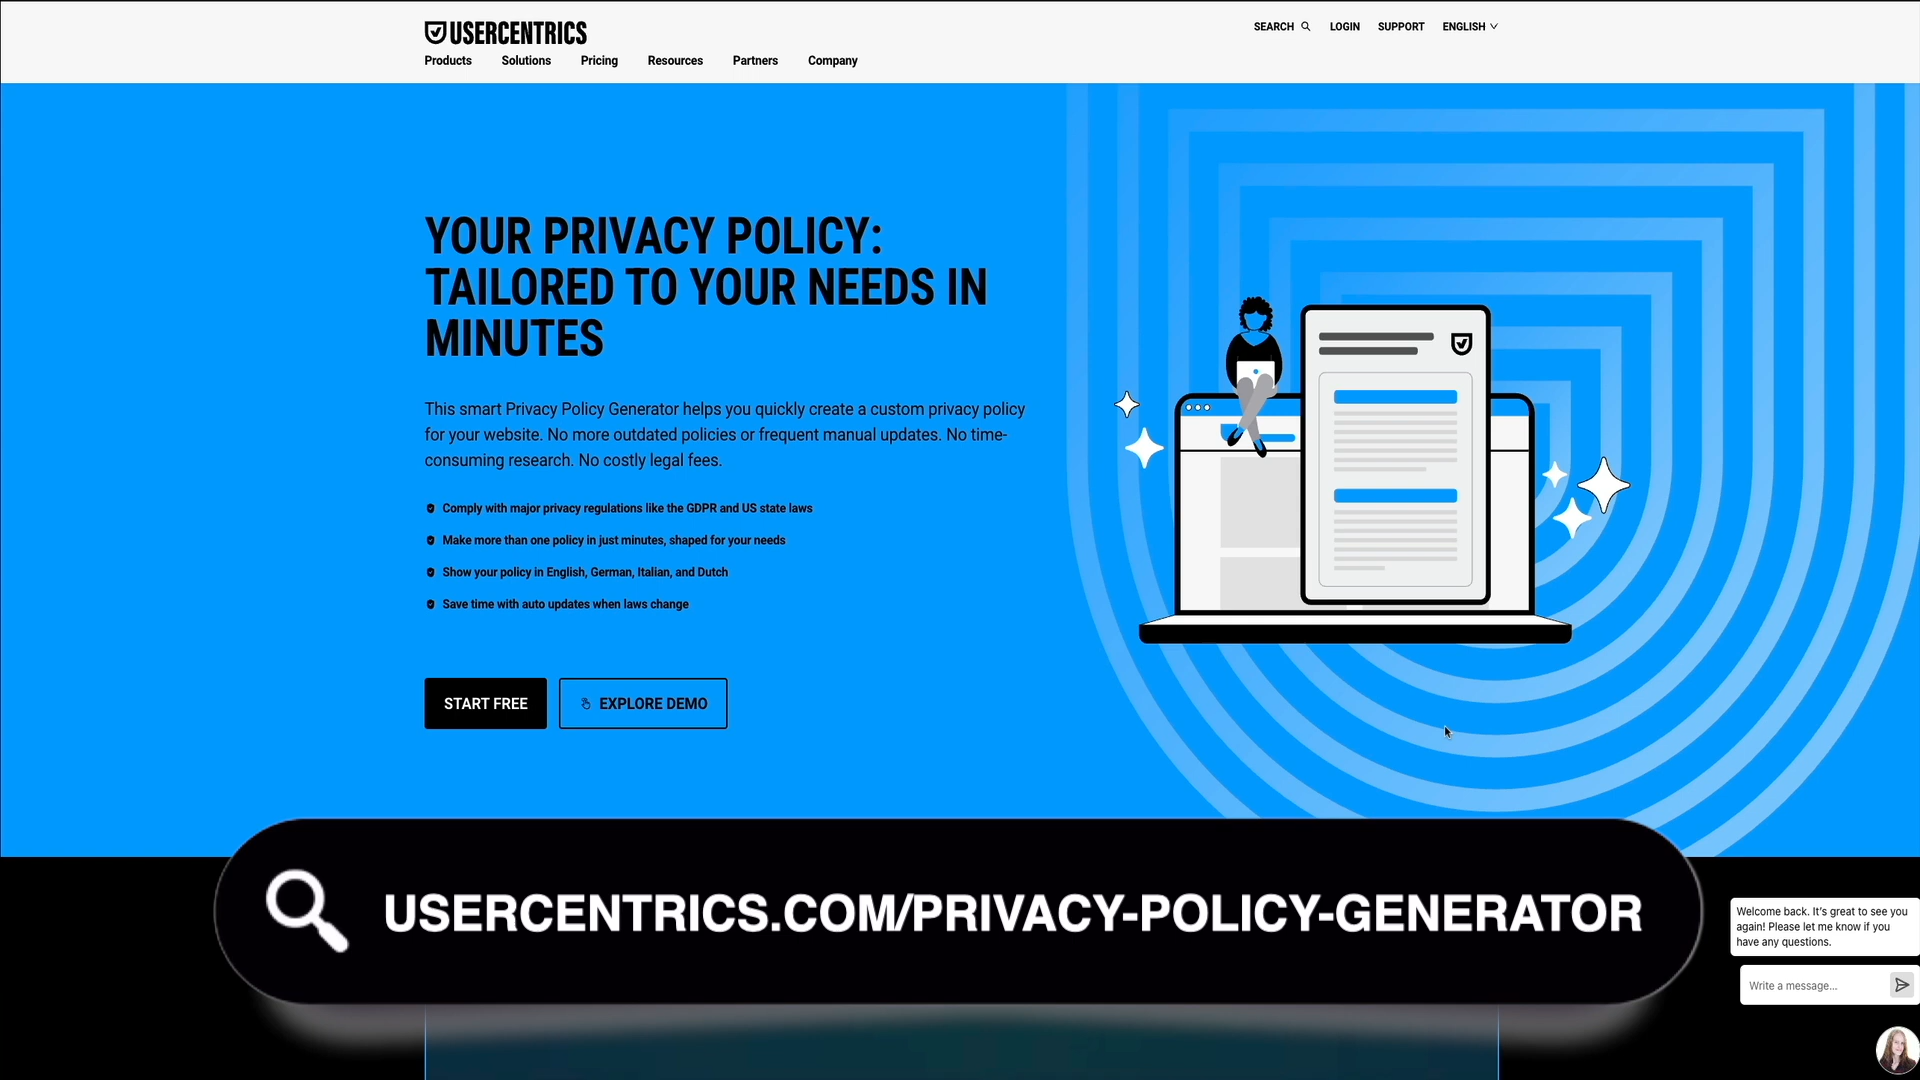 USERCENTRICS
SEARCH
LOGIN
SUPPORT
ENGLISH
Products
Solutions
Pricing
Resources
Partners
Company
YOUR PRIVACY POLICY:
TAILORED TO YOUR NEEDS IN
MINUTES
This smart Privacy Policy Generator helps you quickly create a custom privacy policy
for your website. No more outdated policies or frequent manual updates. No time-
consuming research. No costly legal fees.
Comply with major privacy regulations like the GDPR and US state laws
Make more than one policy in just minutes, shaped for your needs
Show your policy in English, German, Italian, and Dutch
Save time with auto updates when laws change
START FREE
EXPLORE DEMO
USERCENTRICS.COM/PRIVACY-POLICY-GENERATOR
Welcome back. It's great to see you
again! Please let me know if you
have any questions.
Write a message...